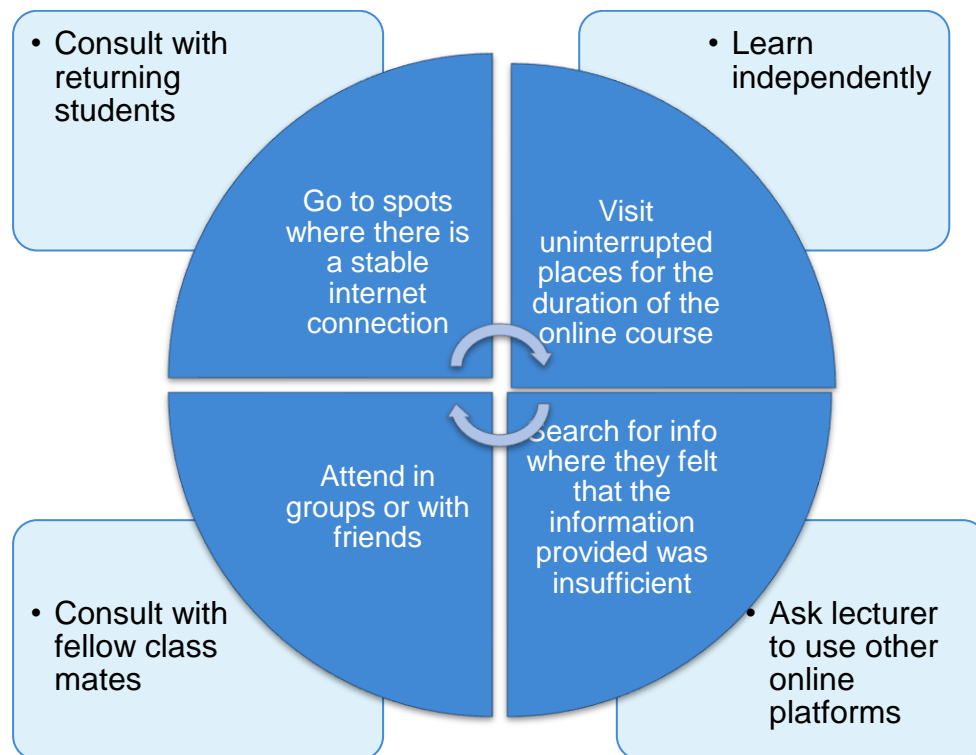 • Consult with
returning
students
• Learn
independently
Go to spots
where there is
a stable
internet
connection
Visit
uninterrupted
places for the
duration of the
online course
Attend in
groups or with
friends
Search for info
where they felt
that the
information
provided was
insufficient
• Consult with
fellow class
mates
• Ask lecturer
to use other
online
platforms